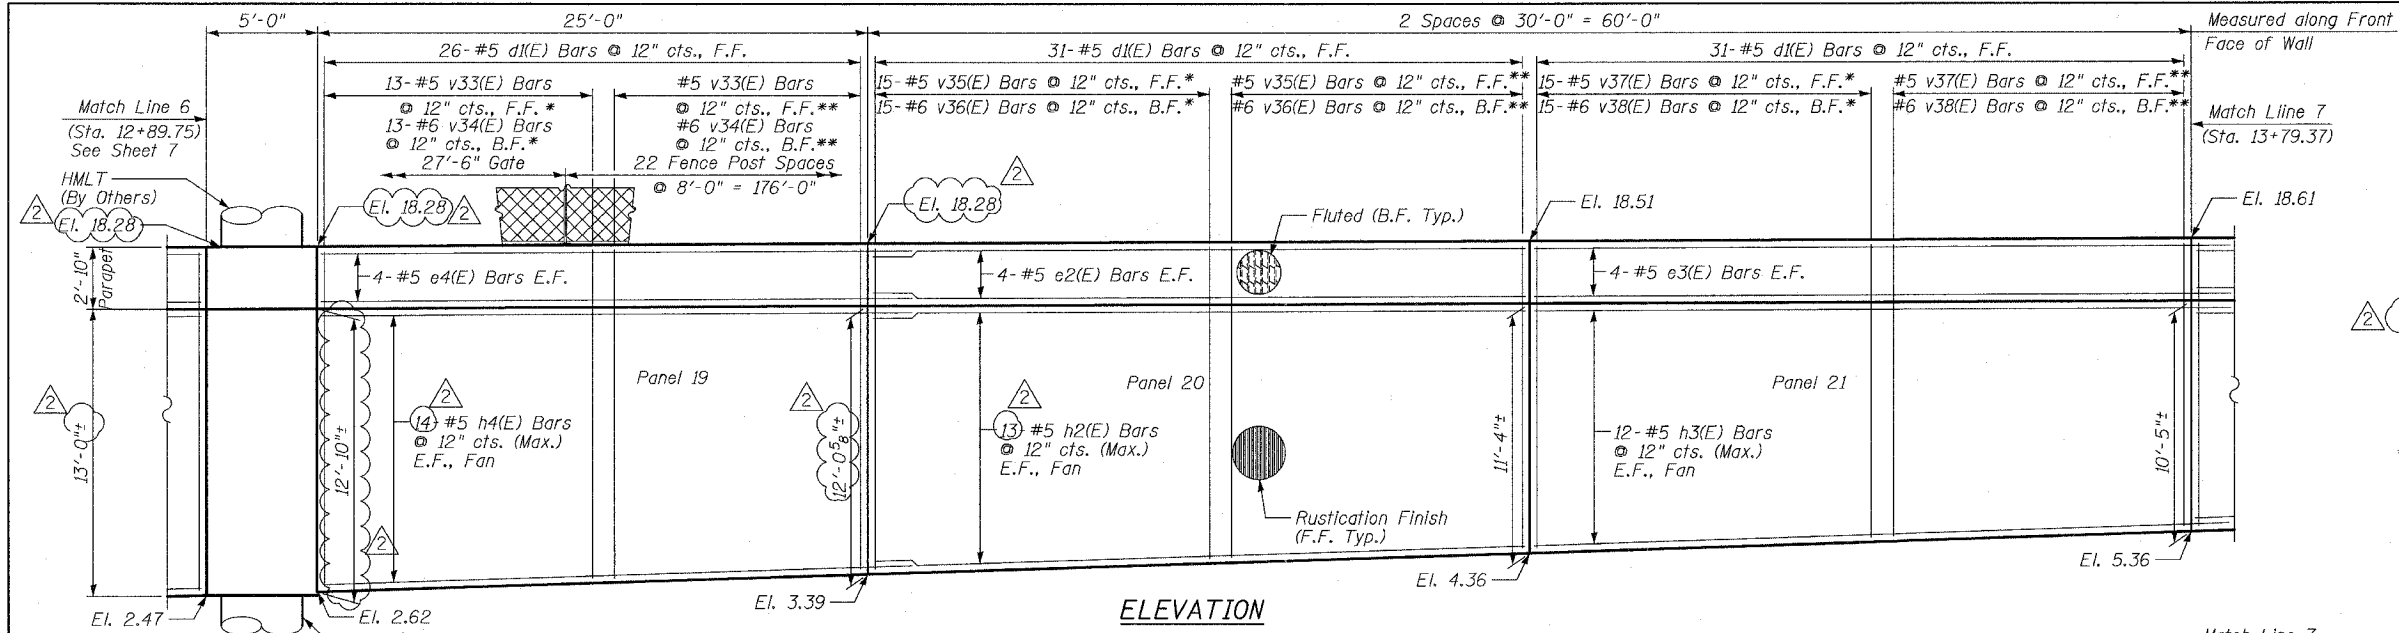 5'-0"
25'-0"
2 Spaces @ 30'-0" = 60'-0"
Measured along Front
Face of Wall
26-#5 d1(E) Bars @ 12" cts., F.F.
31-#5 d1(E) Bars @ 12" cts., F.F.
31-#5 d1(E) Bars @ 12" cts., F.F.
13-#5 v33(E) Bars
@ 12" cts., F.F.*
13-#6 v34(E) Bars
@ 12" cts., B.F.*
#5 v33(E) Bars
@ 12" cts., F.F.**
#6 v34(E) Bars
@ 12" cts., B.F.**
15-#5 v35(E) Bars @ 12" cts., F.F.*
15-#6 v36(E) Bars @ 12" cts., B.F.*
#5 v35(E) Bars @ 12" cts., F.F.**
#6 v36(E) Bars @ 12" cts., B.F.**
15-#5 v37(E) Bars @ 12" cts., F.F.*
15-#6 v38(E) Bars @ 12" cts., B.F.*
#5 v37(E) Bars @ 12" cts., F.F.**
#6 v38(E) Bars @ 12" cts., B.F.**
Match Line 6
(Sta. 12+89.75)
See Sheet 7
Match Liine 7
(Sta. 13+79.37)
27'-6" Gate
22 Fence Post Spaces
@ 8'-0" = 176'-0"
HMLT
(By Others)
2
El. 18.28
El. 18.28
2
El. 18.28
2
Fluted (B.F. Typ.)
El. 18.51
El. 18.61
2'-10"
Parapet
4-#5 e4(E) Bars E.F.
4-#5 e2(E) Bars E.F.
4-#5 e3(E) Bars E.F.
2
Panel 19
Panel 20
Panel 21
2
13'-0"±
12'-10"±
2
14 #5 h4(E) Bars
@ 12" cts. (Max.)
E.F., Fan
2
2
12'-0 5/8"±
2
13 #5 h2(E) Bars
@ 12" cts. (Max.)
E.F., Fan
11'-4"±
12-#5 h3(E) Bars
@ 12" cts. (Max.)
E.F., Fan
10'-5"±
Rustication Finish
(F.F. Typ.)
El. 2.47
El. 2.62
El. 3.39
El. 4.36
El. 5.36
ELEVATION
Match Line 7